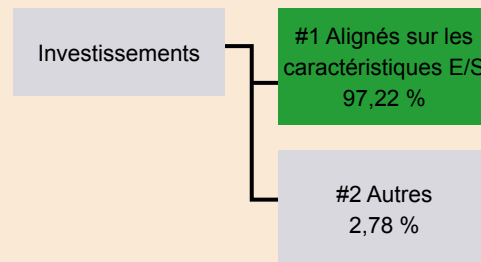 Investissements
#1 Alignés sur les
caractéristiques E/S
97,22 %
#2 Autres
2,78 %